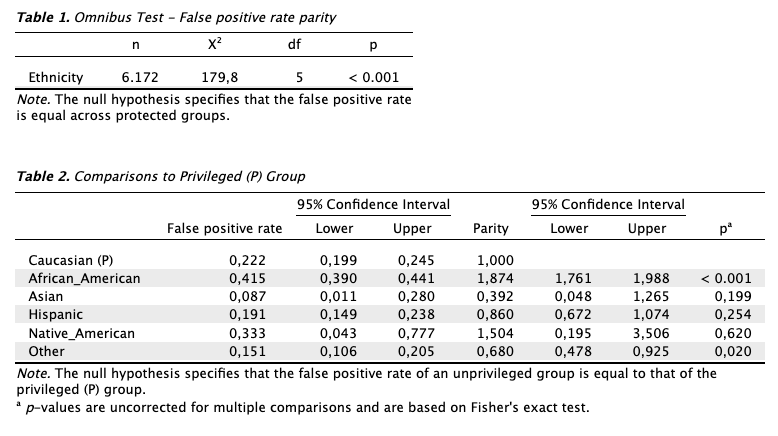 Table 1. Omnibus Test – False positive rate parity
n X² df p
Ethnicity 6.172 179,8 5 < 0.001
Note. The null hypothesis specifies that the false positive rate
is equal across protected groups.
Table 2. Comparisons to Privileged (P) Group
95% Confidence Interval 95% Confidence Interval
False positive rate Lower Upper Parity Lower Upper pᵃ
Caucasian (P) 0,222 0,199 0,245 1,000
African_American 0,415 0,390 0,441 1,874 1,761 1,988 < 0.001
Asian 0,087 0,011 0,280 0,392 0,048 1,265 0,199
Hispanic 0,191 0,149 0,238 0,860 0,672 1,074 0,254
Native_American 0,333 0,043 0,777 1,504 0,195 3,506 0,620
Other 0,151 0,106 0,205 0,680 0,478 0,925 0,020
Note. The null hypothesis specifies that the false positive rate of an unprivileged group is equal to that of the
privileged (P) group.
ᵃ p-values are uncorrected for multiple comparisons and are based on Fisher's exact test.